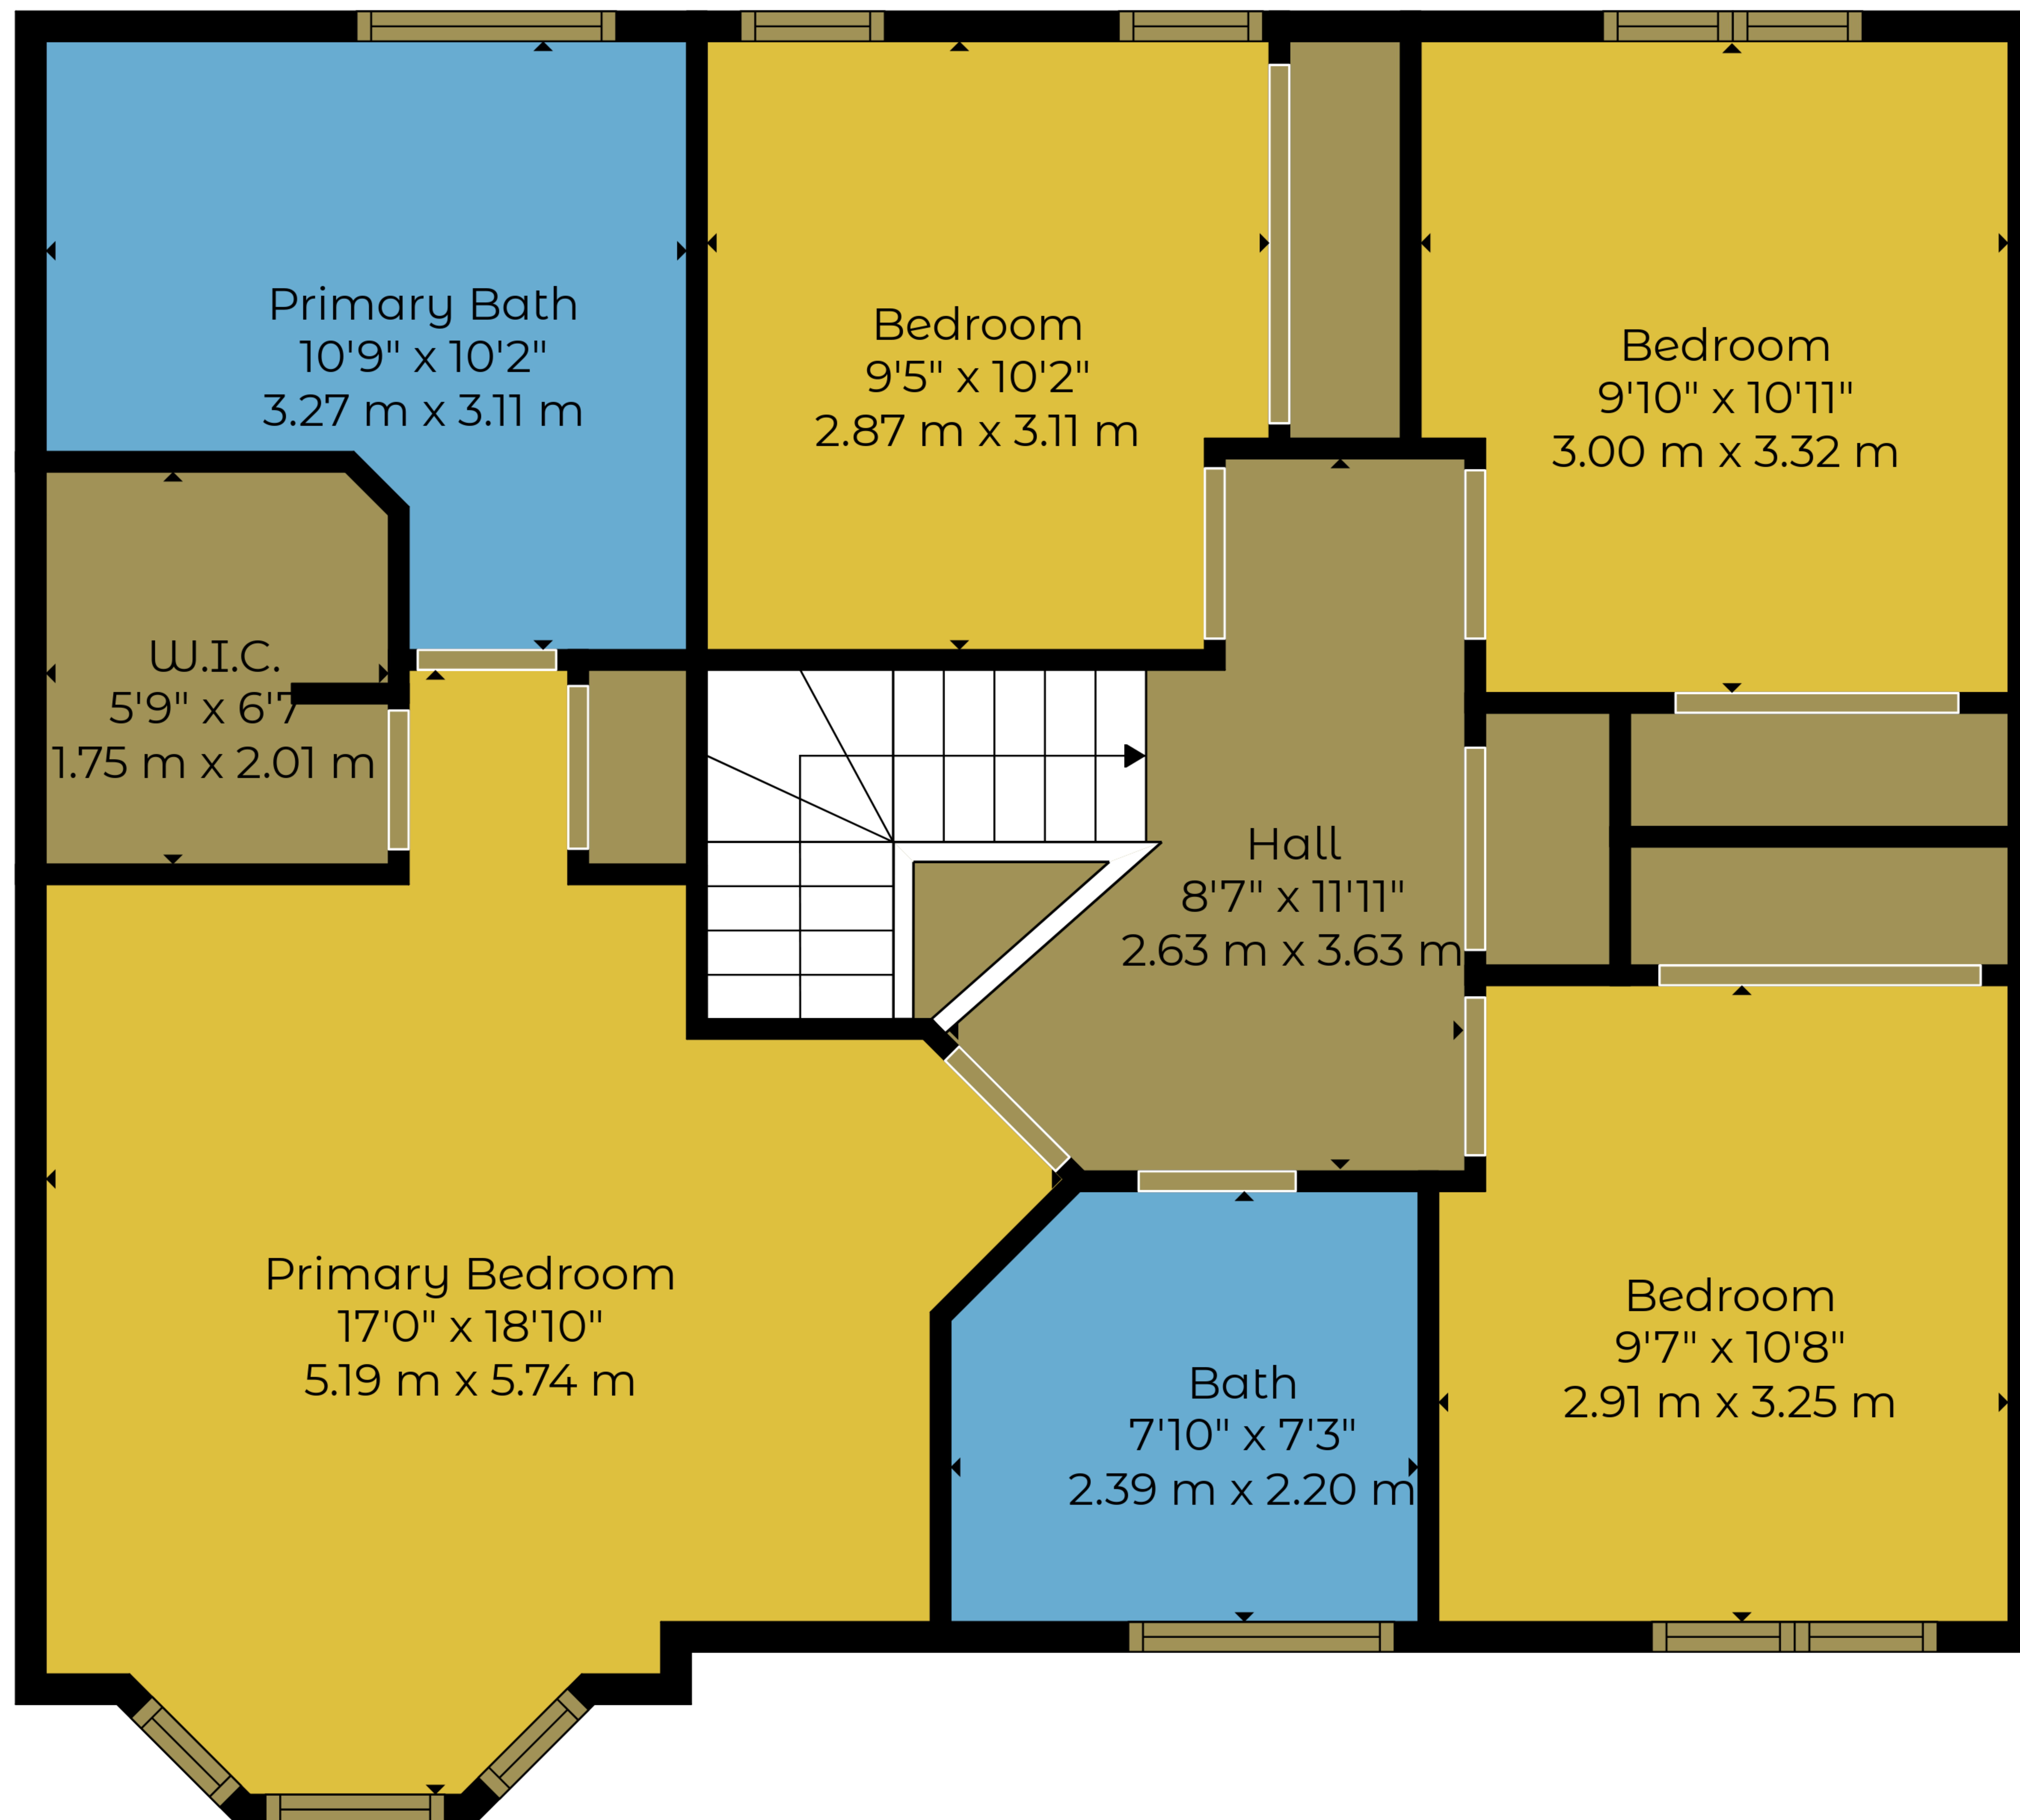 Primary Bath
10'9" x 10'2"
3.27 m x 3.11 m
Bedroom
9'5" x 10'2"
2.87 m x 3.11 m
Bedroom
9'10" x 10'11"
3.00 m x 3.32 m
W.I.C.
5'9" x 6'7
1.75 m x 2.01 m
Hall
8'7" x 11'11"
2.63 m x 3.63 m
Primary Bedroom
17'0" x 18'10"
5.19 m x 5.74 m
Bath
7'10" x 7'3"
2.39 m x 2.20 m
Bedroom
9'7" x 10'8"
2.91 m x 3.25 m